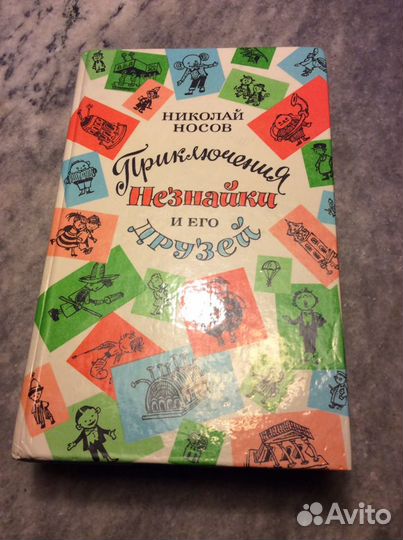 НИКОЛАЙ
НОСОВ
Приключения
Незнайки
И ЕГО
ДРУЗЕЙ
Avito